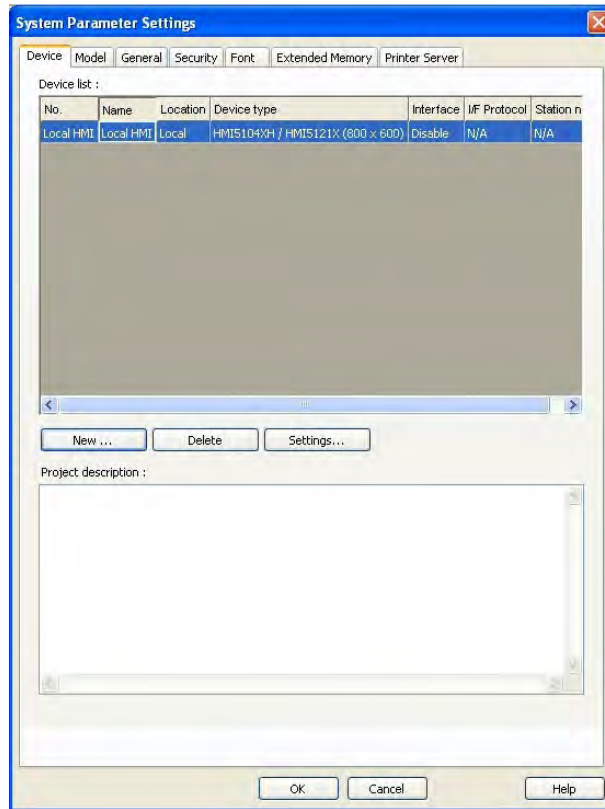 System Parameter Settings
Device Model General Security Font Extended Memory Printer Server
Device list :
No. Name Location Device type Interface I/F Protocol Station n
Local HMI Local HMI Local HMI5104XH / HMI5121X (800 x 600) Disable N/A N/A
New ... Delete Settings...
Project description :
OK Cancel Help